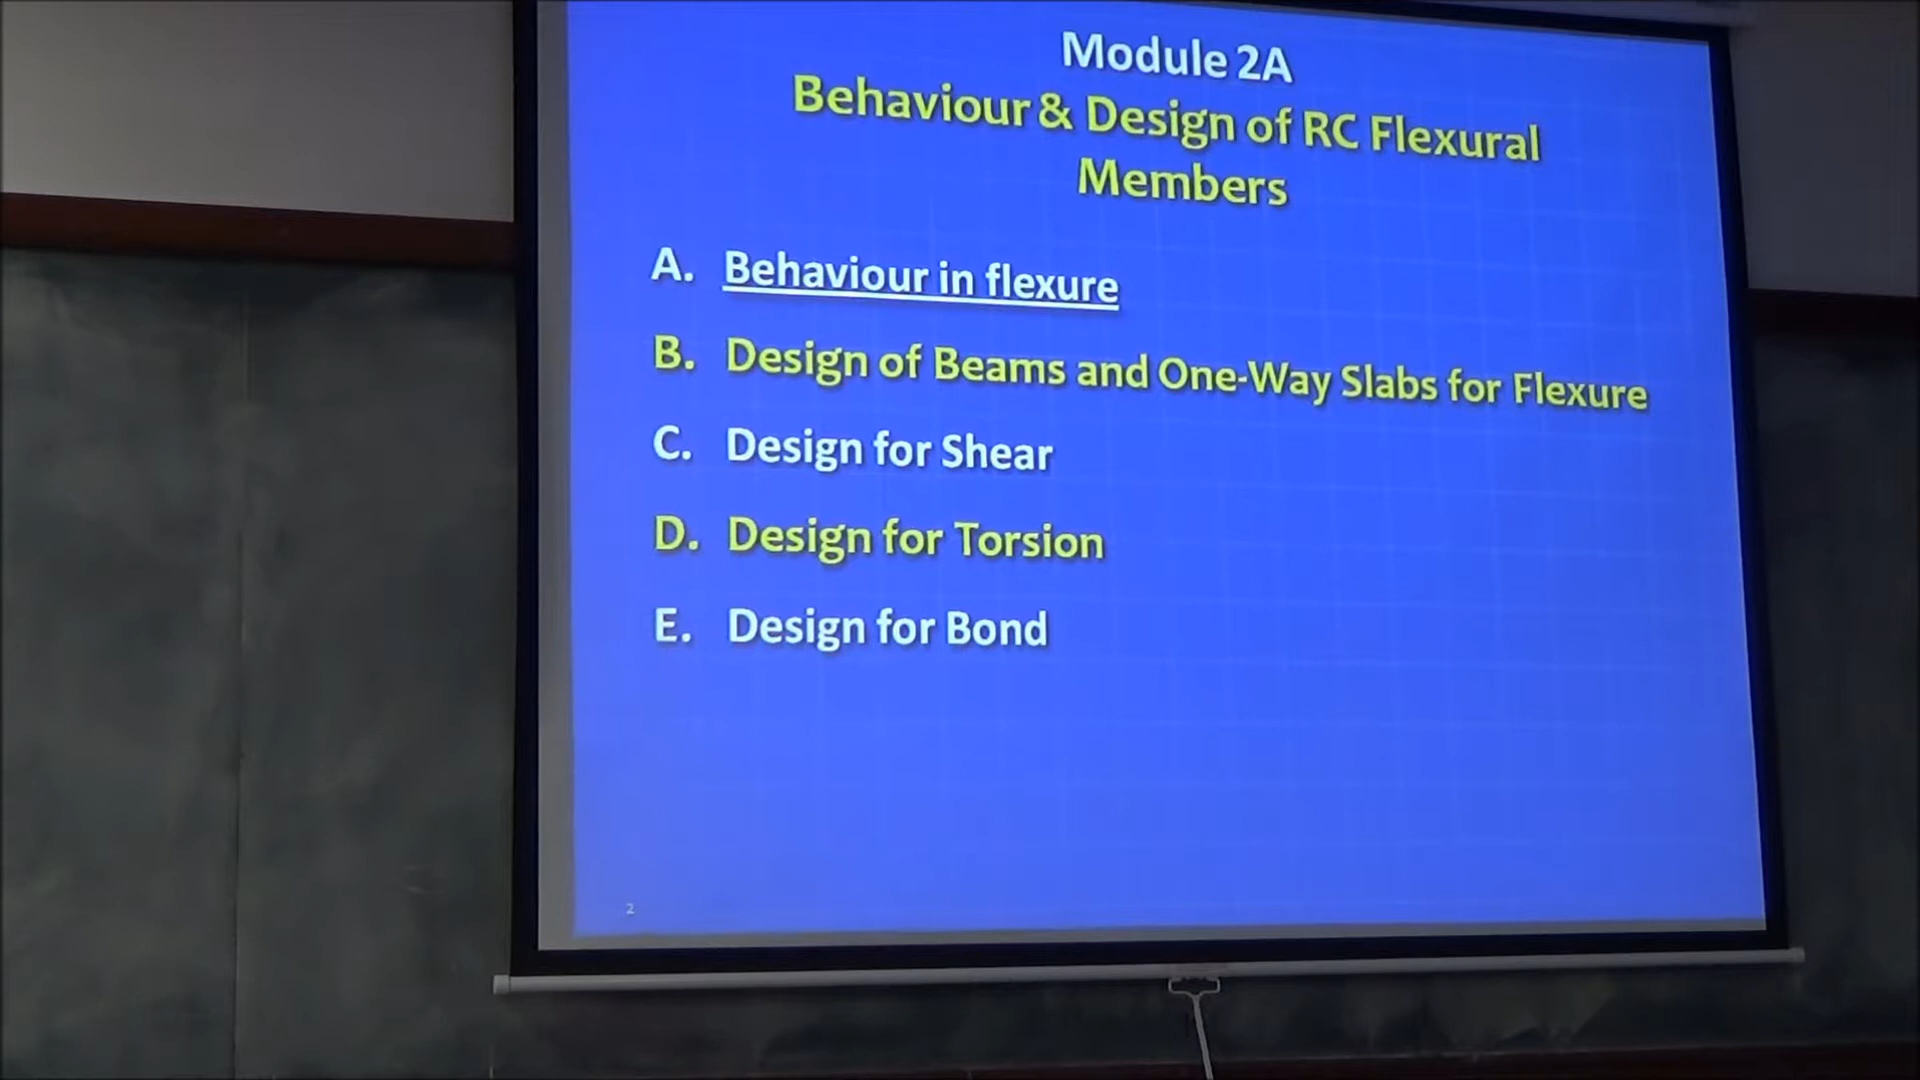 Module 2A
Behaviour & Design of RC Flexural
Members
A. Behaviour in flexure
B. Design of Beams and One-Way Slabs for Flexure
C. Design for Shear
D. Design for Torsion
E. Design for Bond
2